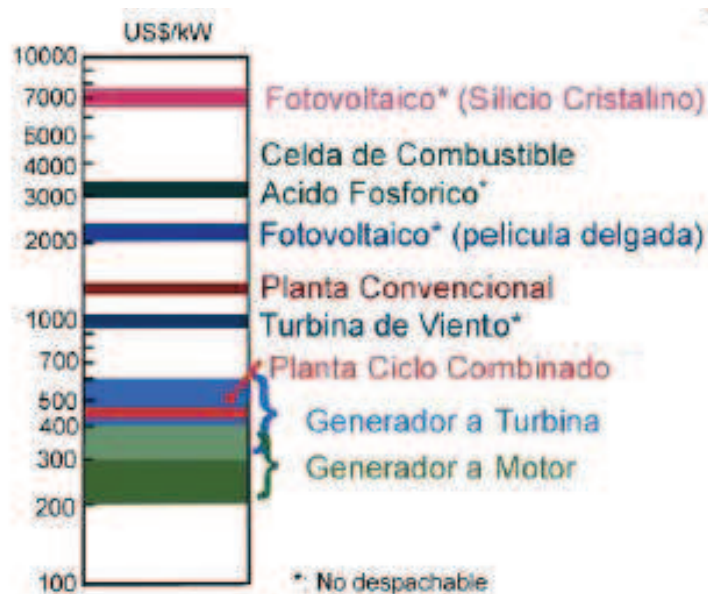 US$/kW
10000
7000
5000
4000
3000
2000
1000
700
500
400
300
200
100
Fotovoltaico* (Silicio Cristalino)
Celda de Combustible
Acido Fosforico*
Fotovoltaico* (pelicula delgada)
Planta Convencional
Turbina de Viento*
Planta Ciclo Combinado
Generador a Turbina
Generador a Motor
*: No despachable